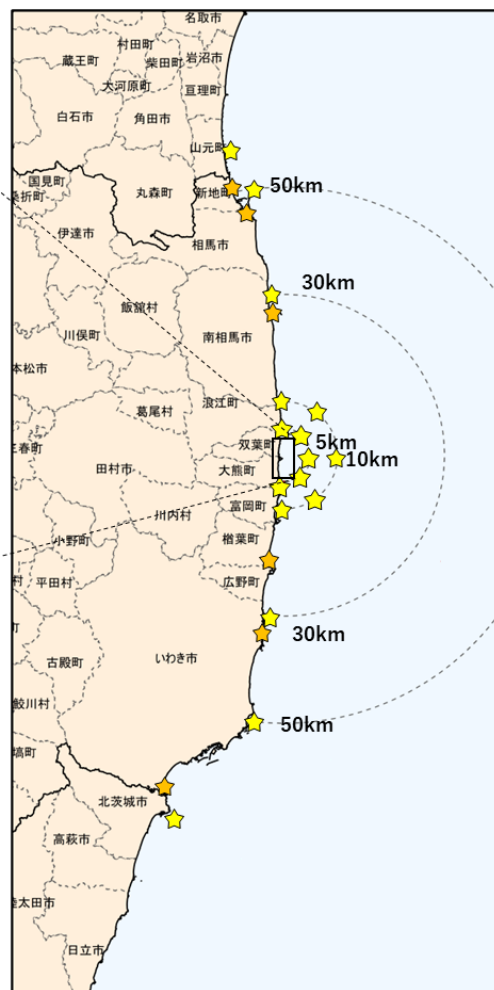 名取市
村田町
岩沼市
蔵王町
柴田町
大河原町
亘理町
白石市
角田市
山元町
国見町
丸森町
新地町
50km
桑折町
伊達市
相馬市
30km
飯舘村
川俣町
南相馬市
本松市
葛尾村
浪江町
双葉町
5km
三春町
10km
田村市
大熊町
富岡町
川内村
小野町
楢葉町
村
平田村
広野町
町
30km
いわき市
古殿町
鮫川村
50km
塙町
北茨城市
高萩市
陸太田市
日立市